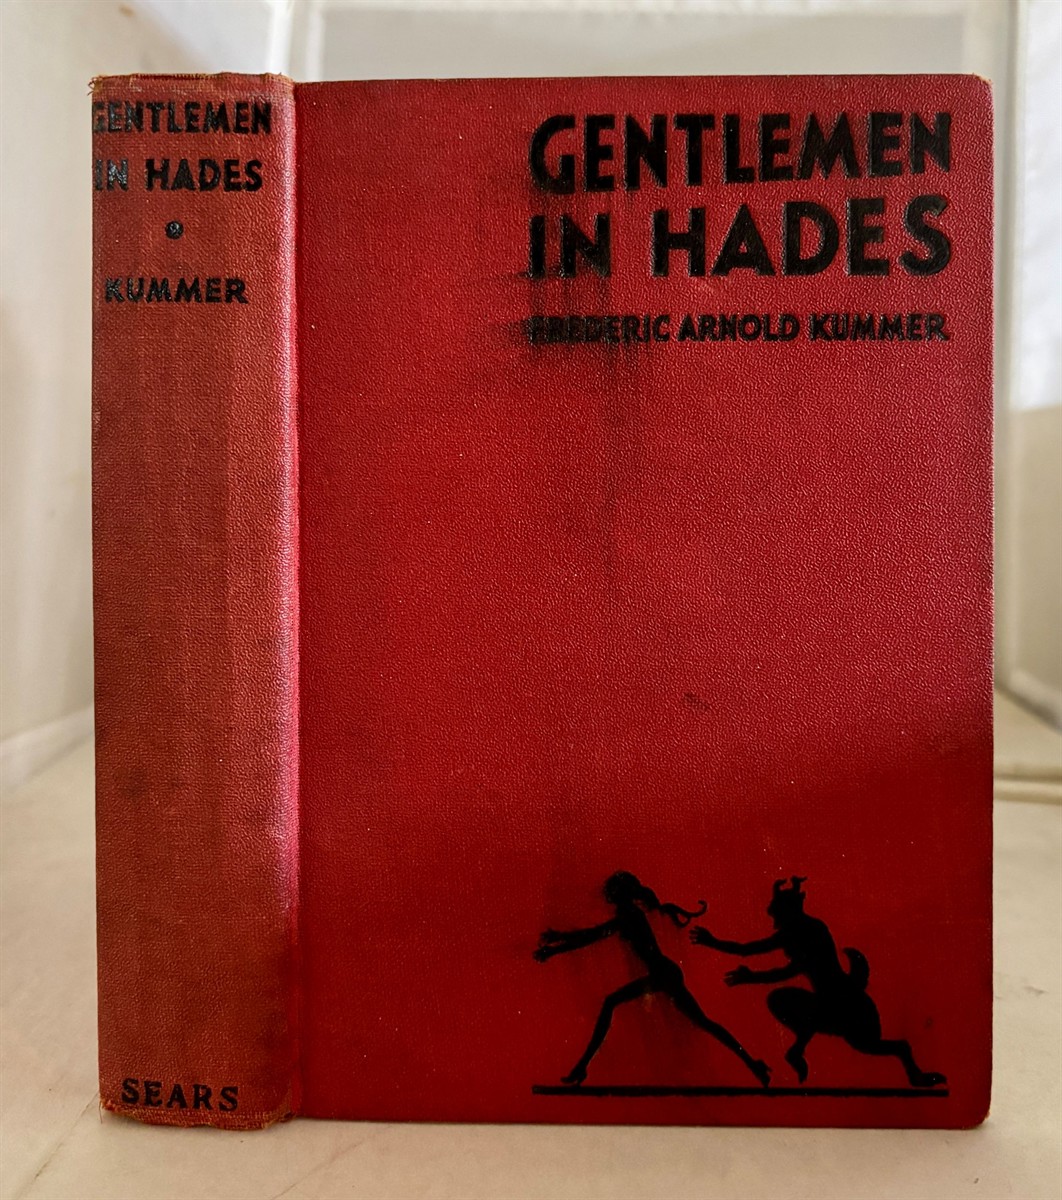 GENTLEMEN
IN HADES
KUMMER
SEARS
GENTLEMEN
IN HADES
FREDERIC ARNOLD KUMMER